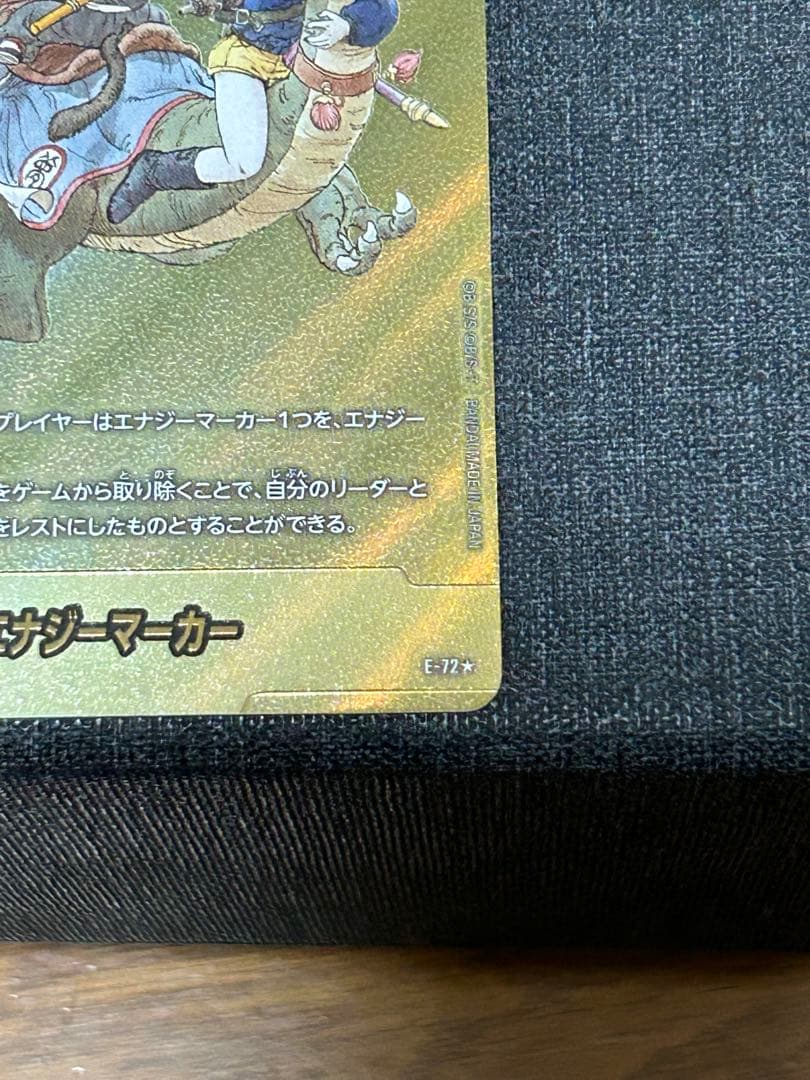 プレイヤーはエナジーマーカー1つを、エナジー
をゲームから取り除くことで、自分のリーダーと
をレストにしたものとすることができる。
エナジーマーカー
E-72★
©B S/S ©B/S・T BANDAI MADE IN JAPAN